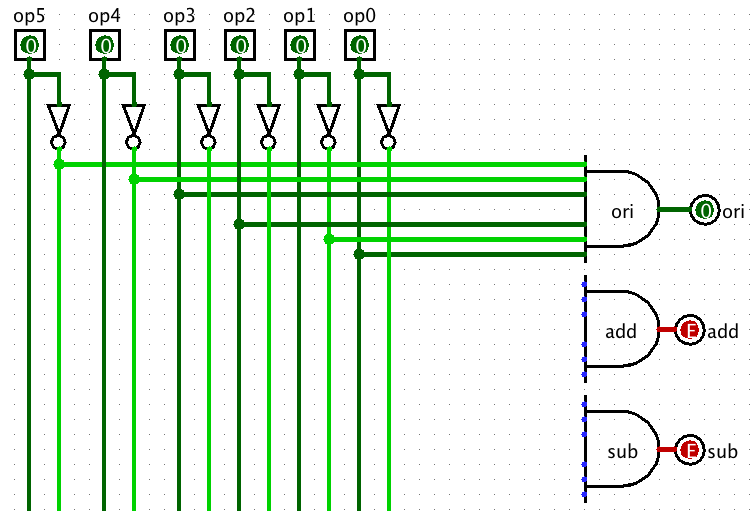 op5 op4 op3 op2 op1 op0
0 0 0 0 0 0
ori 0 ori
add E add
sub E sub